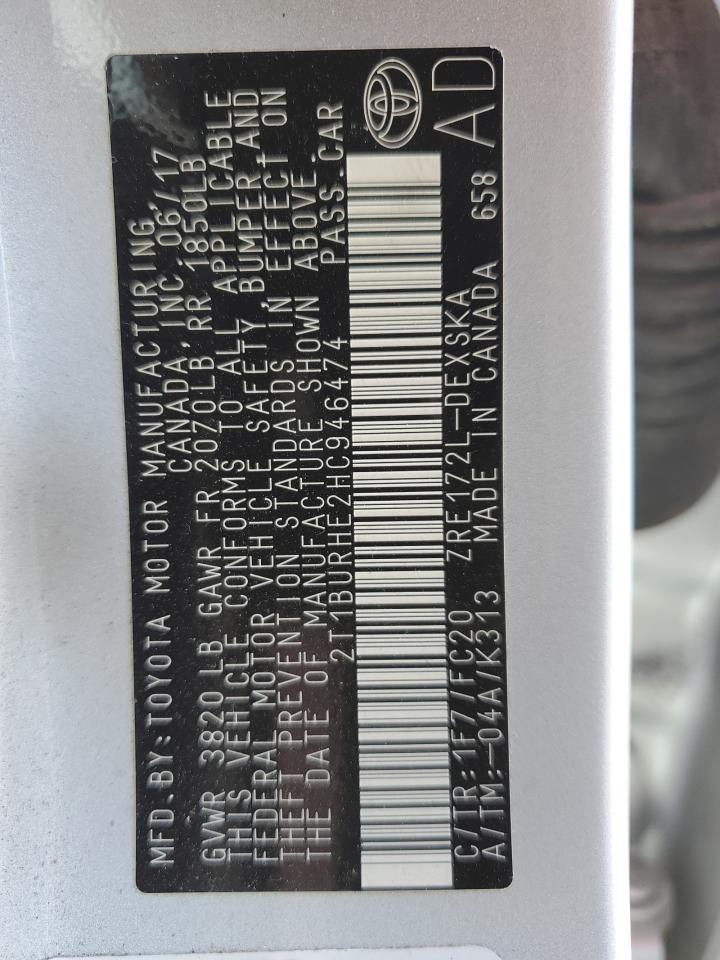 MFD.BY:TOYOTA MOTOR MANUFACTURING,
CANADA,INC.06/17
GVWR 3820 LB GAWR FR 2020LB,RR 1850LB
THIS VEHICLE CONFORMS TO ALL APPLICABLE
FEDERAL MOTOR VEHICLE SAFETY,BUMPER,AND
THEFT PREVENTION STANDARDS IN EFFECT ON
THE DATE OF MANUFACTURE SHOWN ABOVE.
2T1BURHE2HC946474 PASS.CAR
C/TR:1F7/FC20 ZRE172L-DEXSKA
A/TM:-04A/K313 MADE IN CANADA 658
AD